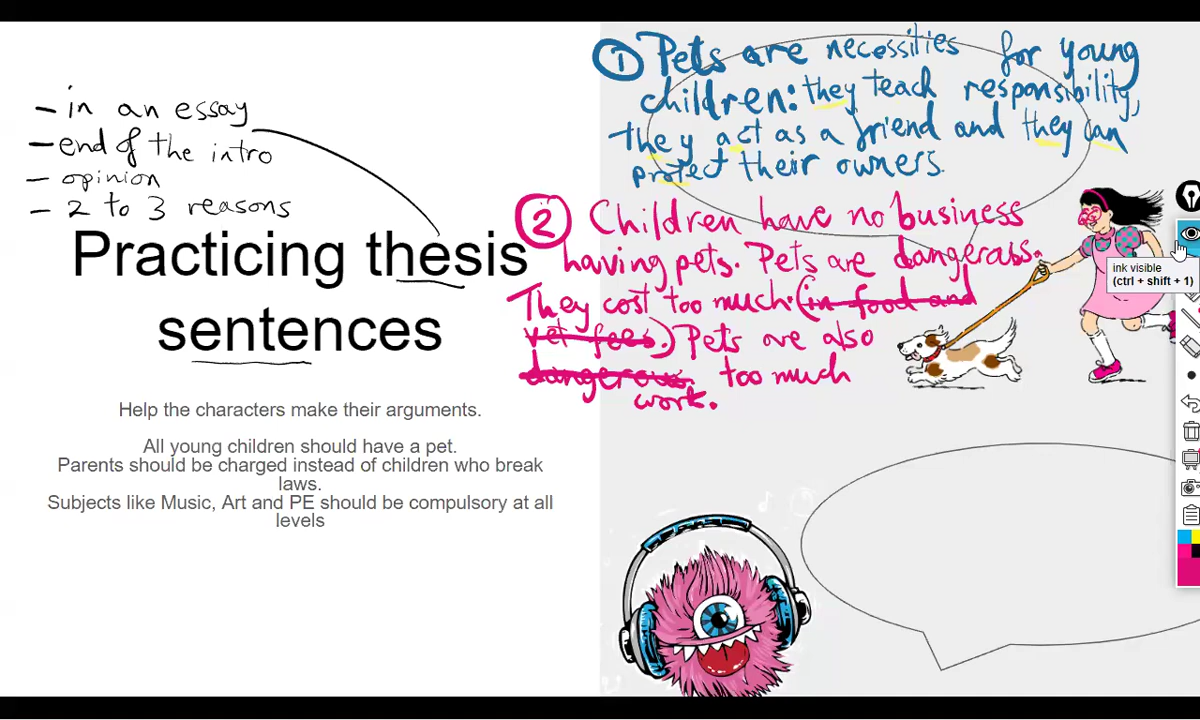 - in an essay
- end of the intro
- opinion
- 2 to 3 reasons
Practicing thesis
sentences
Help the characters make their arguments.
All young children should have a pet.
Parents should be charged instead of children who break
laws.
Subjects like Music, Art and PE should be compulsory at all
levels
① Pets are necessities for young
children: they teach responsibility,
they act as a friend and they can
protect their owners.
② Children have no business
having pets. Pets are dangerass.
They cost too much. (in food and
vet fees.) Pets are also
dangerous. too much
work.
ink visible
(ctrl + shift + 1)